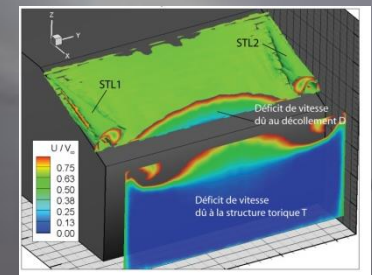 Z
Y
X
STL1
STL2
Déficit de vitesse
dû au décollement D
U / V∞
0.75
0.63
0.50
0.38
0.25
0.13
0.00
Déficit de vitesse
dû à la structure torique T